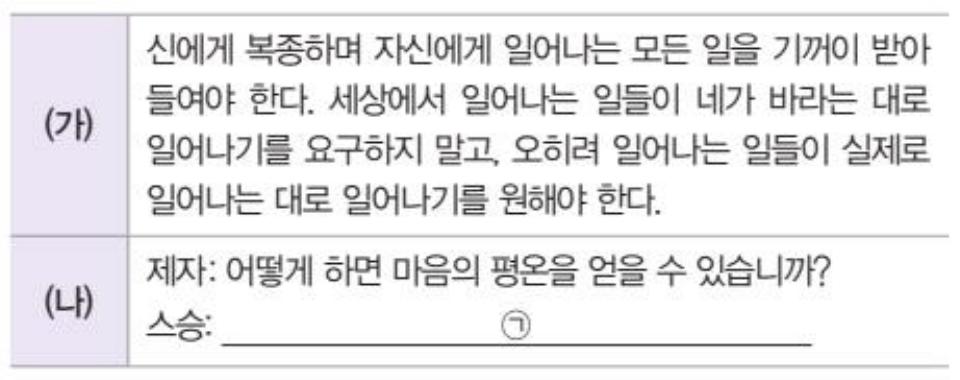 (가)
신에게 복종하며 자신에게 일어나는 모든 일을 기꺼이 받아
들여야 한다. 세상에서 일어나는 일들이 네가 바라는 대로
일어나기를 요구하지 말고, 오히려 일어나는 일들이 실제로
일어나는 대로 일어나기를 원해야 한다.
(나)
제자: 어떻게 하면 마음의 평온을 얻을 수 있습니까?
스승: ㉠